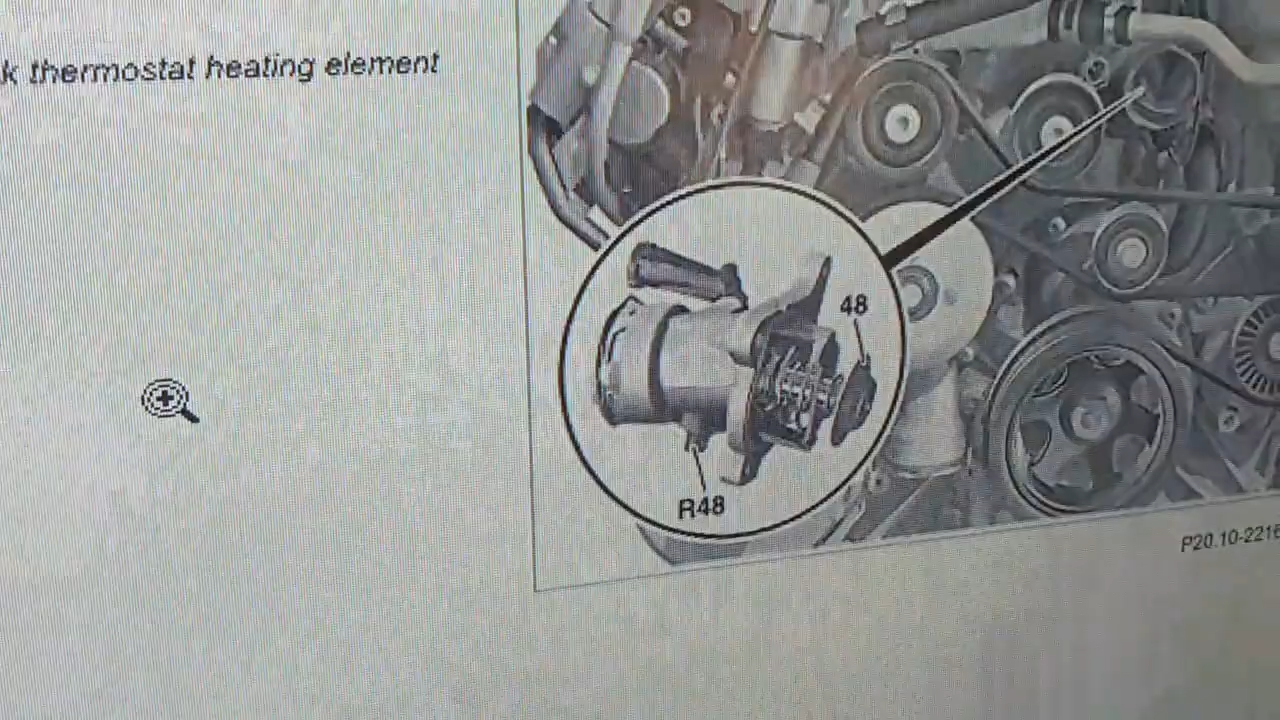 k thermostat heating element
48
R48
P20.10-2216